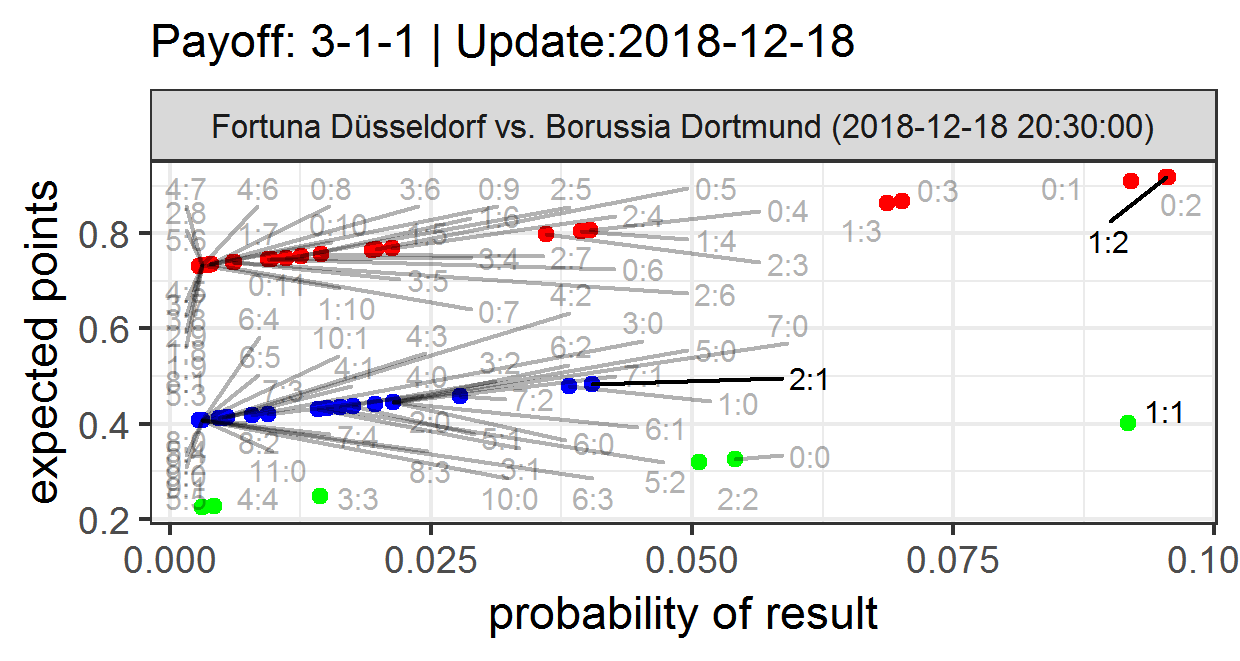 Payoff: 3-1-1 | Update:2018-12-18
Fortuna Düsseldorf vs. Borussia Dortmund (2018-12-18 20:30:00)
expected points
0.8
0.6
0.4
0.2
4:7 4:6 0:8 3:6 0:9 2:5 0:5 0:3 0:1
2:8 0:10 1:6 2:4 0:4 0:2
5:6 1:7 1:5 1:4 1:3 1:2
3:4 2:7 0:6 2:3
0:11 3:5 4:2 2:6
1:10 0:7
6:4 10:1 4:3 6:2 3:0 7:0
6:5 4:1 3:2 5:0
8:1 7:3 4:0 7:1 2:1
5:3 7:2 1:0
2:0 6:1 1:1
8:2 7:4 5:1 6:0 0:0
11:0 8:3 3:1 5:2
4:4 3:3 10:0 6:3 2:2
0.000 0.025 0.050 0.075 0.10
probability of result